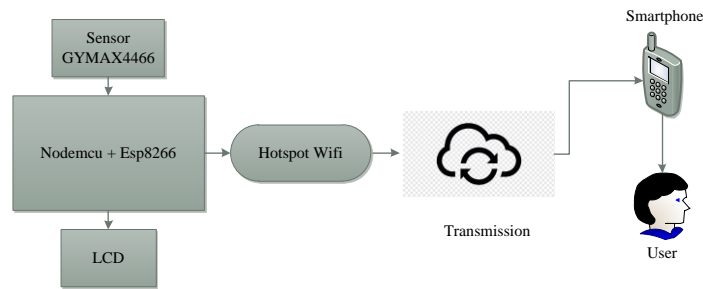 Smartphone
Sensor
GYMAX4466
Nodemcu + Esp8266
Hotspot Wifi
Transmission
LCD
User